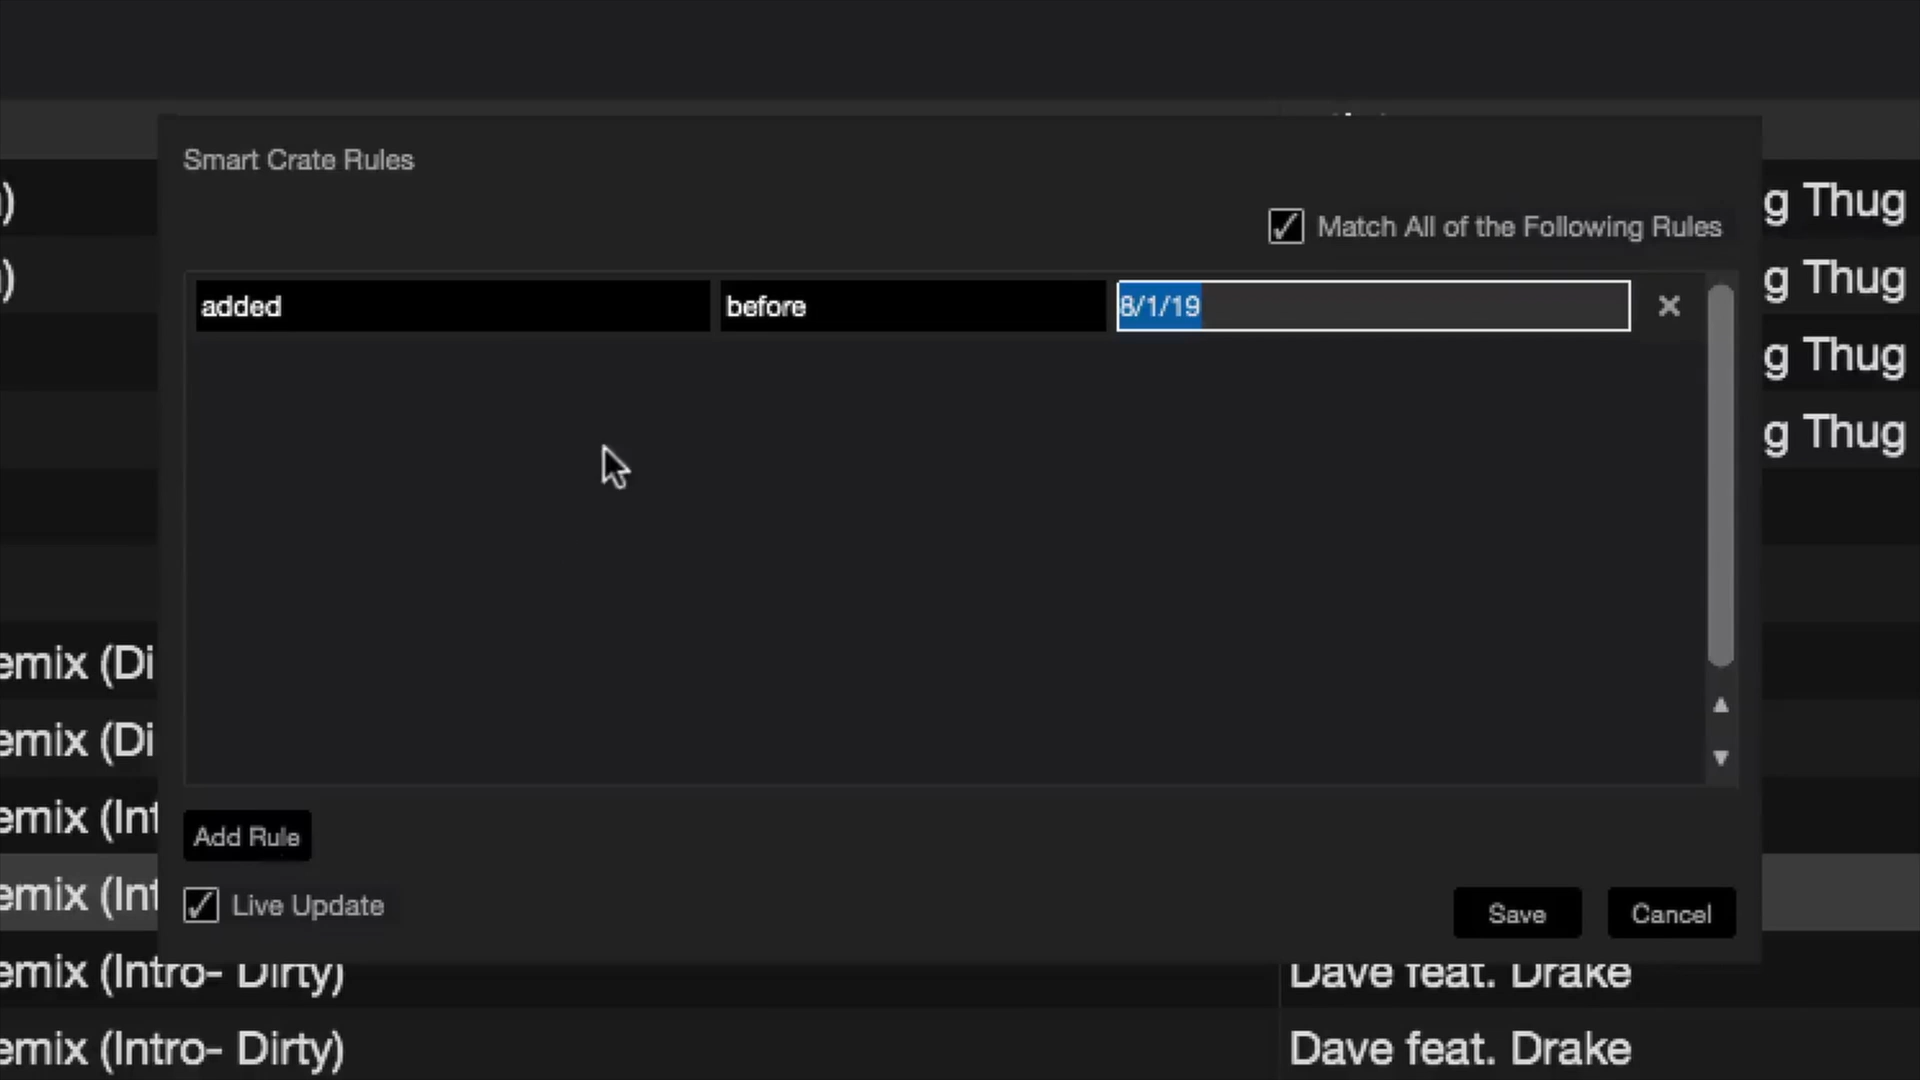 Smart Crate Rules
Match All of the Following Rules
g Thug
g Thug
added before 8/1/19
g Thug
g Thug
emix (Di
emix (Di
emix (Int
Add Rule
emix (Int
Live Update
Save Cancel
emix (Intro- Dirty) Dave feat. Drake
emix (Intro- Dirty) Dave feat. Drake